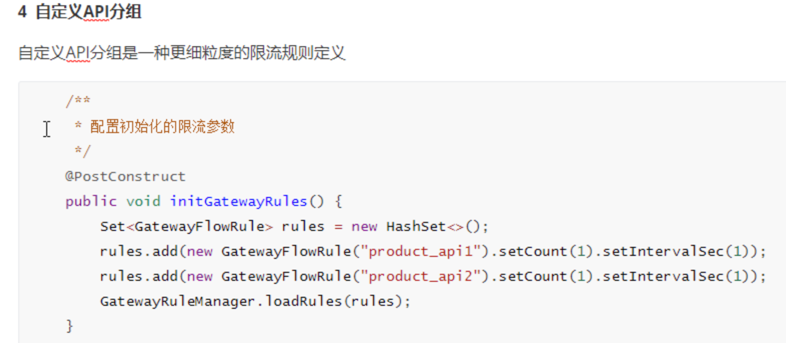 4 自定义API分组
自定义API分组是一种更细粒度的限流规则定义
/**
* 配置初始化的限流参数
*/
@PostConstruct
public void initGatewayRules() {
Set<GatewayFlowRule> rules = new HashSet<>();
rules.add(new GatewayFlowRule("product_api1").setCount(1).setIntervalSec(1));
rules.add(new GatewayFlowRule("product_api2").setCount(1).setIntervalSec(1));
GatewayRuleManager.loadRules(rules);
}